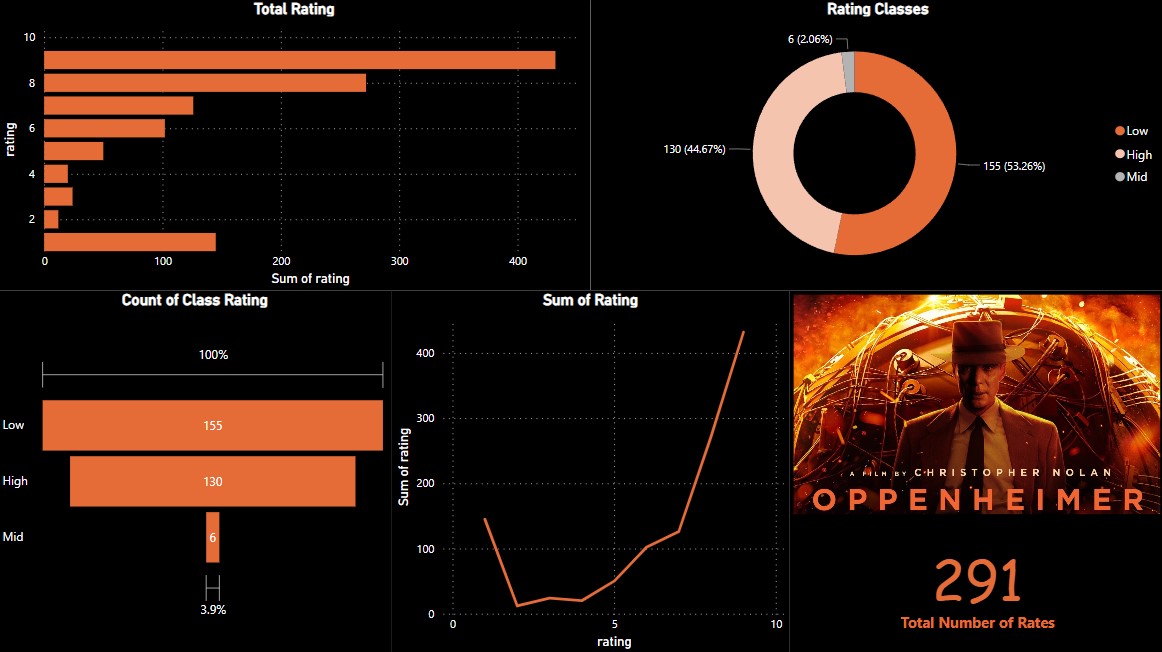 Total Rating
10
8
6
4
2
rating
0 100 200 300 400
Sum of rating
Rating Classes
6 (2.06%)
130 (44.67%)
155 (53.26%)
Low
High
Mid
Count of Class Rating
100%
Low 155
High 130
Mid 6
3.9%
Sum of Rating
400
300
200
100
0
Sum of rating
0 5 10
rating
A FILM BY CHRISTOPHER NOLAN
OPPENHEIMER
291
Total Number of Rates